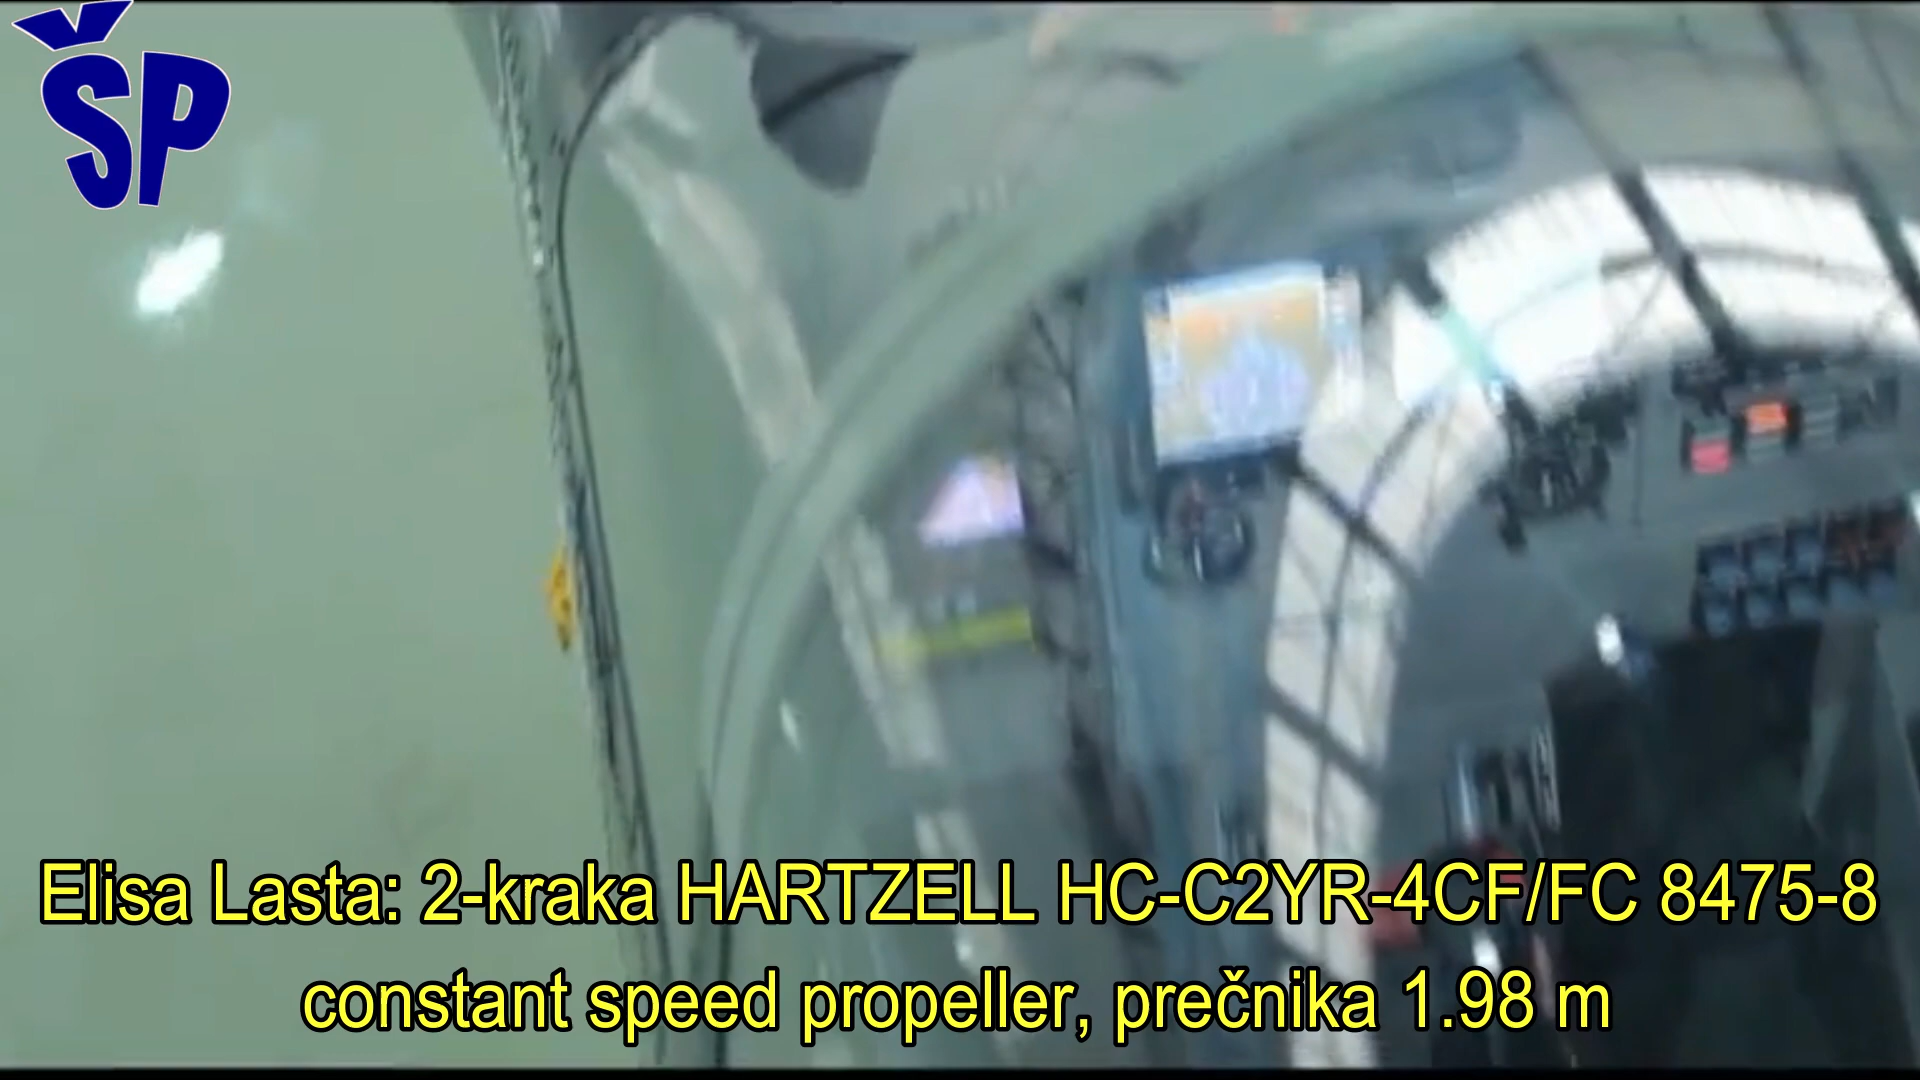 ŠP
Elisa Lasta: 2-kraka HARTZELL HC-C2YR-4CF/FC 8475-8
constant speed propeller, prečnika 1.98 m